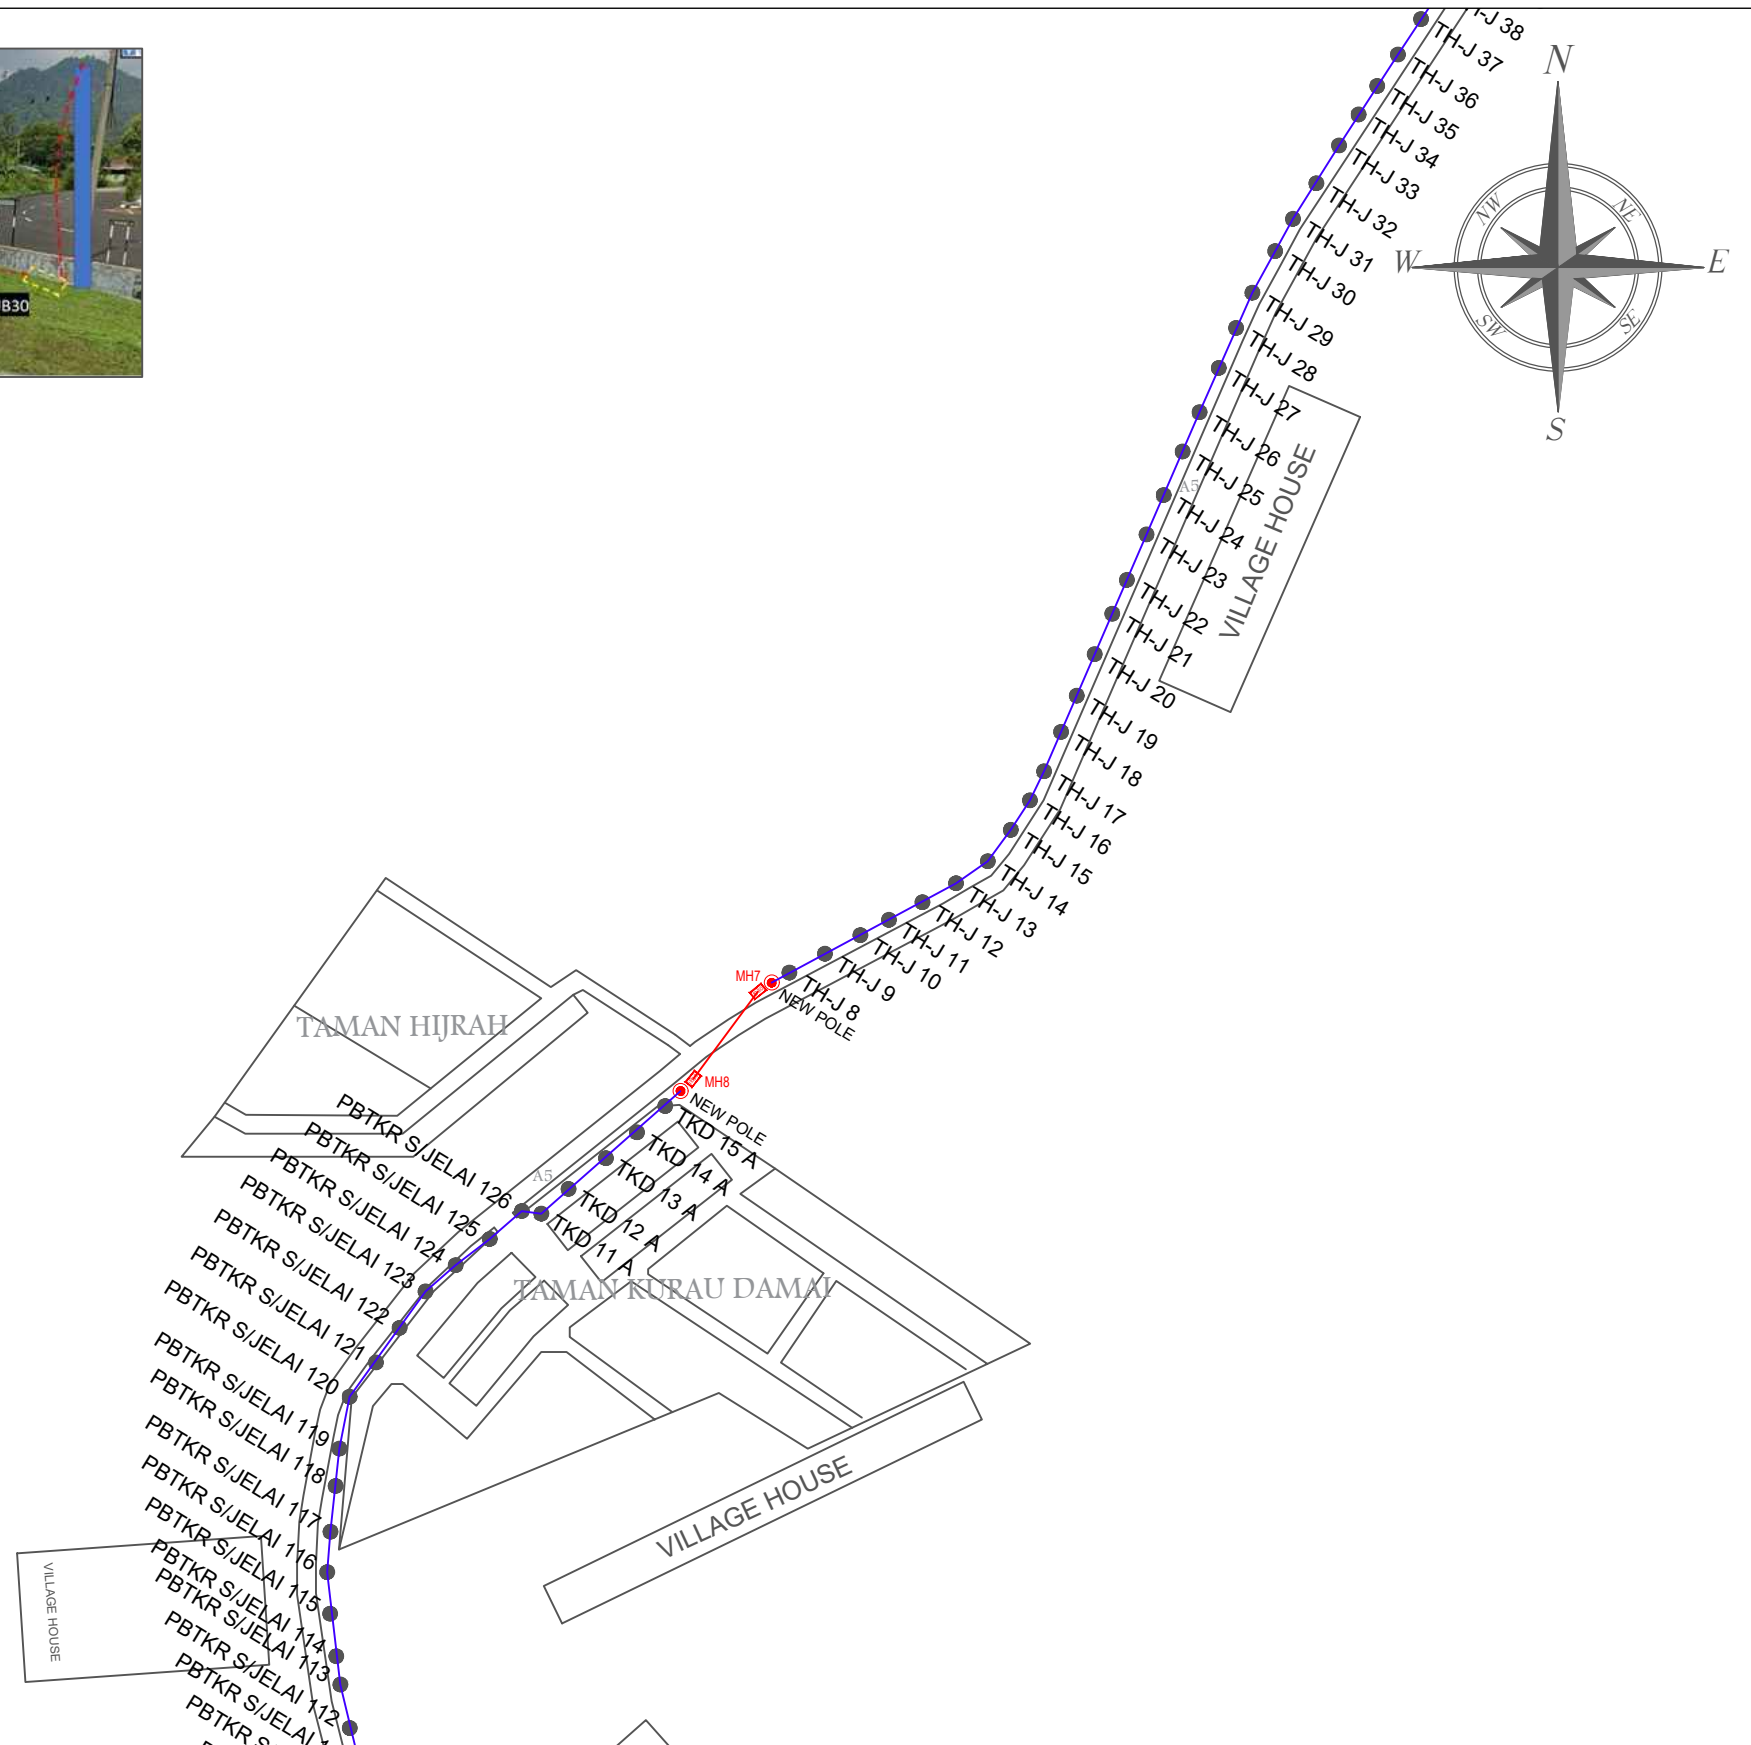 TH-J 38
TH-J 37
TH-J 36
TH-J 35
TH-J 34
TH-J 33
TH-J 32
TH-J 31
TH-J 30
TH-J 29
TH-J 28
TH-J 27
TH-J 26
TH-J 25
TH-J 24
TH-J 23
TH-J 22
TH-J 21
TH-J 20
TH-J 19
TH-J 18
TH-J 17
TH-J 16
TH-J 15
TH-J 14
TH-J 13
TH-J 12
TH-J 11
TH-J 10
TH-J 9
TH-J 8
N
NW
NE
W
E
SW
SE
S
JB30
A5
VILLAGE HOUSE
MH7
NEW POLE
MH8
NEW POLE
TAMAN HIJRAH
TKD 15 A
TKD 14 A
TKD 13 A
TKD 12 A
TKD 11 A
A5
TAMAN KURAU DAMAI
PBTKR S/JELAI 126
PBTKR S/JELAI 125
PBTKR S/JELAI 124
PBTKR S/JELAI 123
PBTKR S/JELAI 122
PBTKR S/JELAI 121
PBTKR S/JELAI 120
PBTKR S/JELAI 119
PBTKR S/JELAI 118
PBTKR S/JELAI 117
PBTKR S/JELAI 116
PBTKR S/JELAI 115
PBTKR S/JELAI 114
PBTKR S/JELAI 113
PBTKR S/JELAI 112
PBTKR S/JELAI
PBTKR
VILLAGE HOUSE
VILLAGE HOUSE